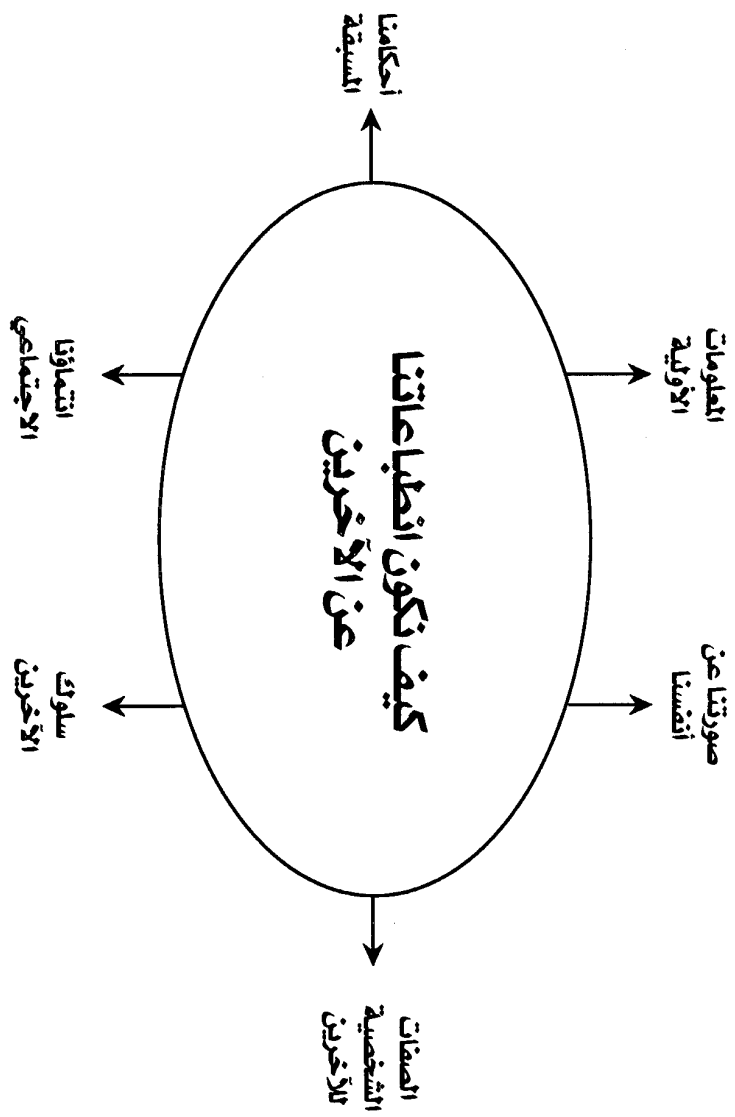 صورتنا عن
أنفسنا
المعلومات
الأولية
الصفات
الشخصية
للآخرين
كيف نكون انطباعاتنا
عن الآخرين
أحكامنا
المسبقة
سلوك
الآخرين
انتماؤنا
الاجتماعي